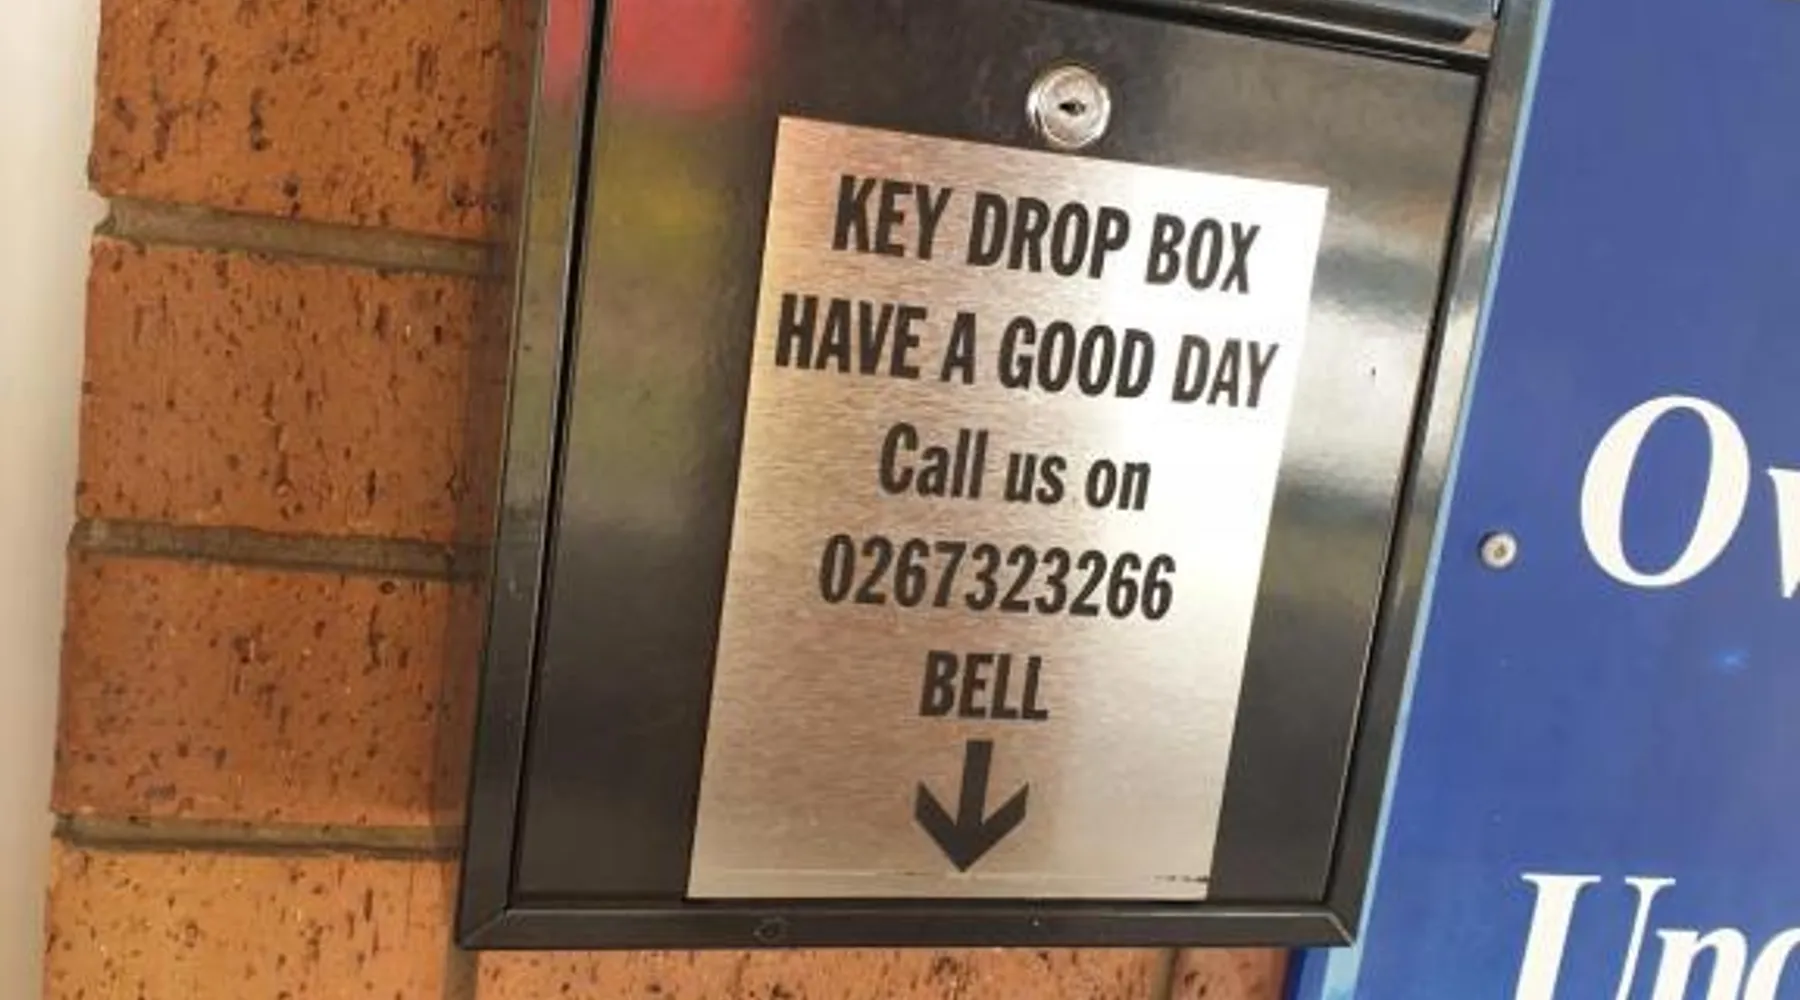 KEY DROP BOX
HAVE A GOOD DAY
Call us on
0267323266
BELL